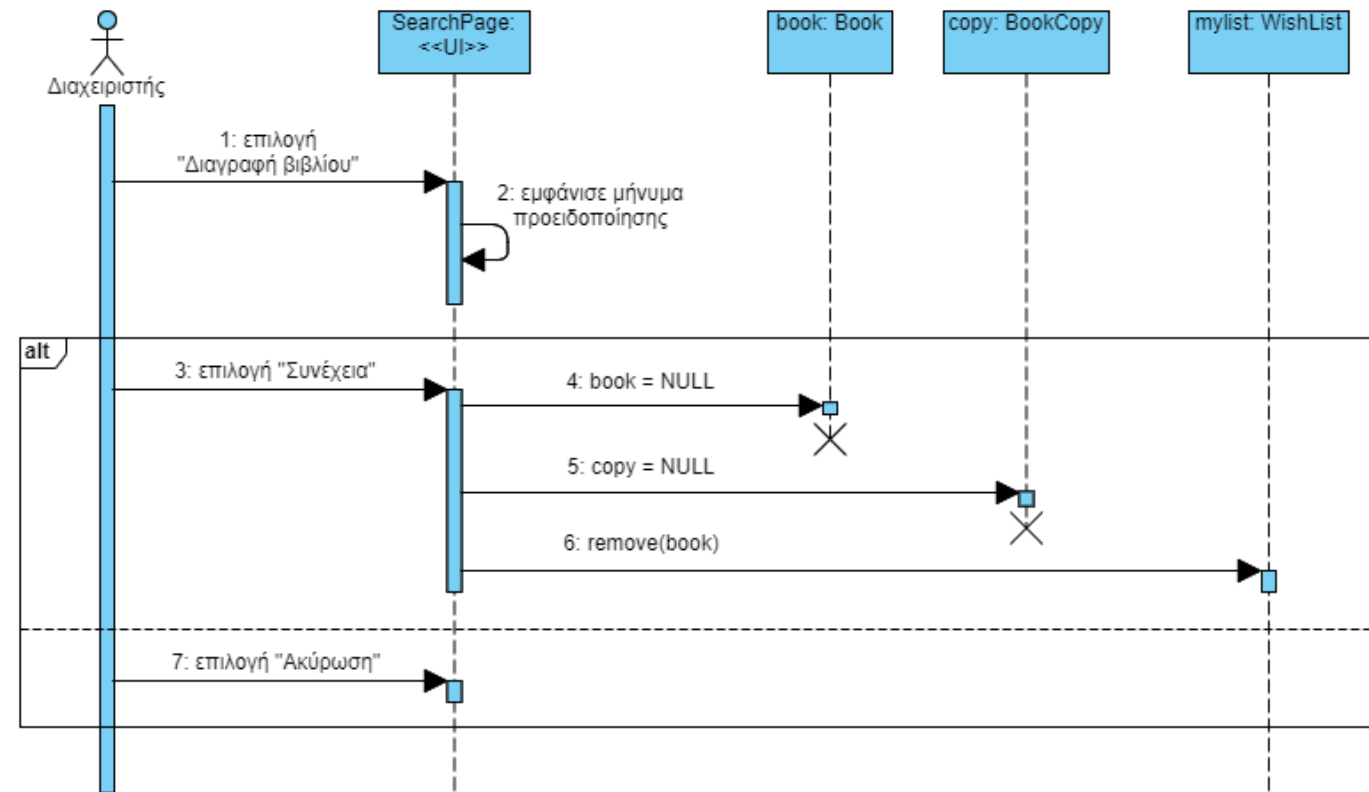 SearchPage:
<<UI>>
book: Book
copy: BookCopy
mylist: WishList
Διαχειριστής
1: επιλογή
"Διαγραφή βιβλίου"
2: εμφάνισε μήνυμα
προειδοποίησης
alt
3: επιλογή "Συνέχεια"
4: book = NULL
5: copy = NULL
6: remove(book)
7: επιλογή "Ακύρωση"